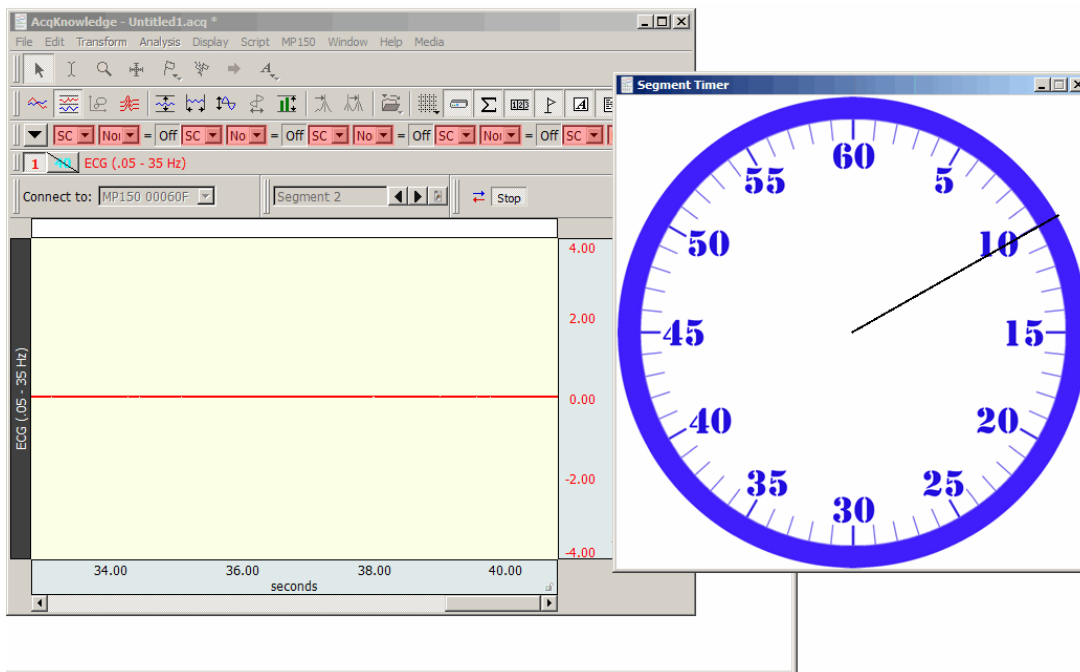 AcqKnowledge - Untitled1.acq *
File Edit Transform Analysis Display Script MP150 Window Help Media
SC = Off SC No = Off SC No = Off SC = Off SC
1 ECG (.05 - 35 Hz)
Connect to: MP150 00060F Segment 2 Stop
4.00
2.00
0.00
-2.00
-4.00
ECG (.05 - 35 Hz)
34.00 36.00 38.00 40.00
seconds
Segment Timer
60
5
10
15
20
25
30
35
40
45
50
55